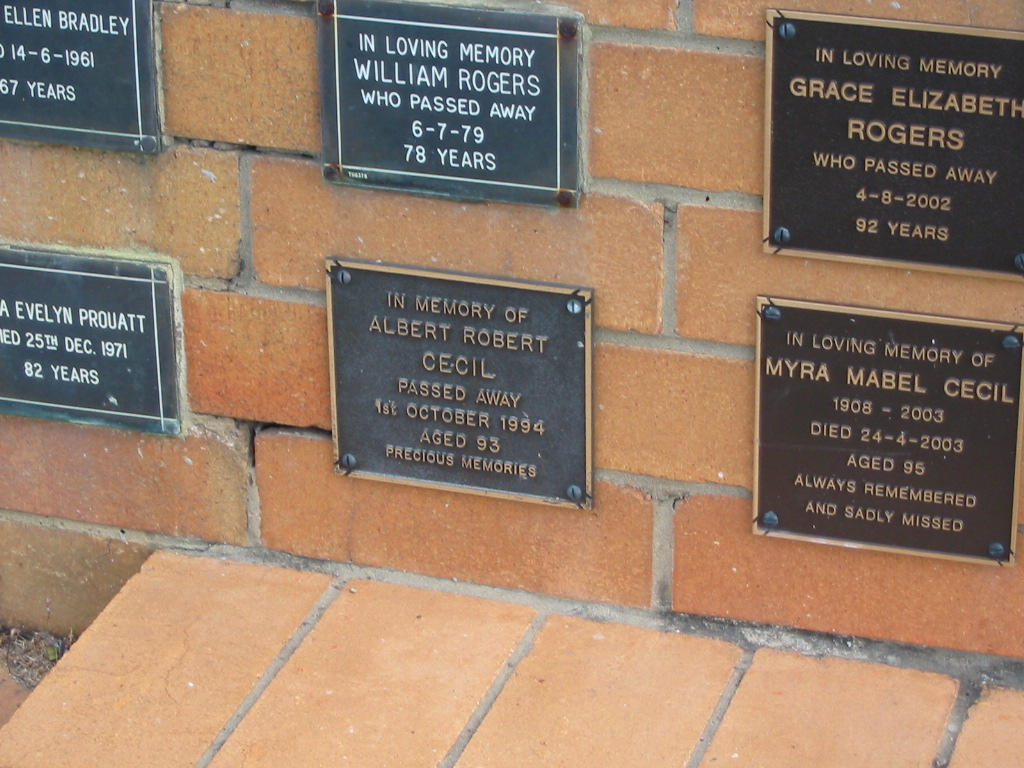 ELLEN BRADLEY
14-6-1961
67 YEARS
IN LOVING MEMORY
WILLIAM ROGERS
WHO PASSED AWAY
6-7-79
78 YEARS
IN LOVING MEMORY
GRACE ELIZABETH
ROGERS
WHO PASSED AWAY
4-8-2002
92 YEARS
A EVELYN PROUATT
IED 25TH DEC. 1971
82 YEARS
IN MEMORY OF
ALBERT ROBERT
CECIL
PASSED AWAY
1st OCTOBER 1994
AGED 93
PRECIOUS MEMORIES
IN LOVING MEMORY OF
MYRA MABEL CECIL
1908 - 2003
DIED 24-4-2003
AGED 95
ALWAYS REMEMBERED
AND SADLY MISSED